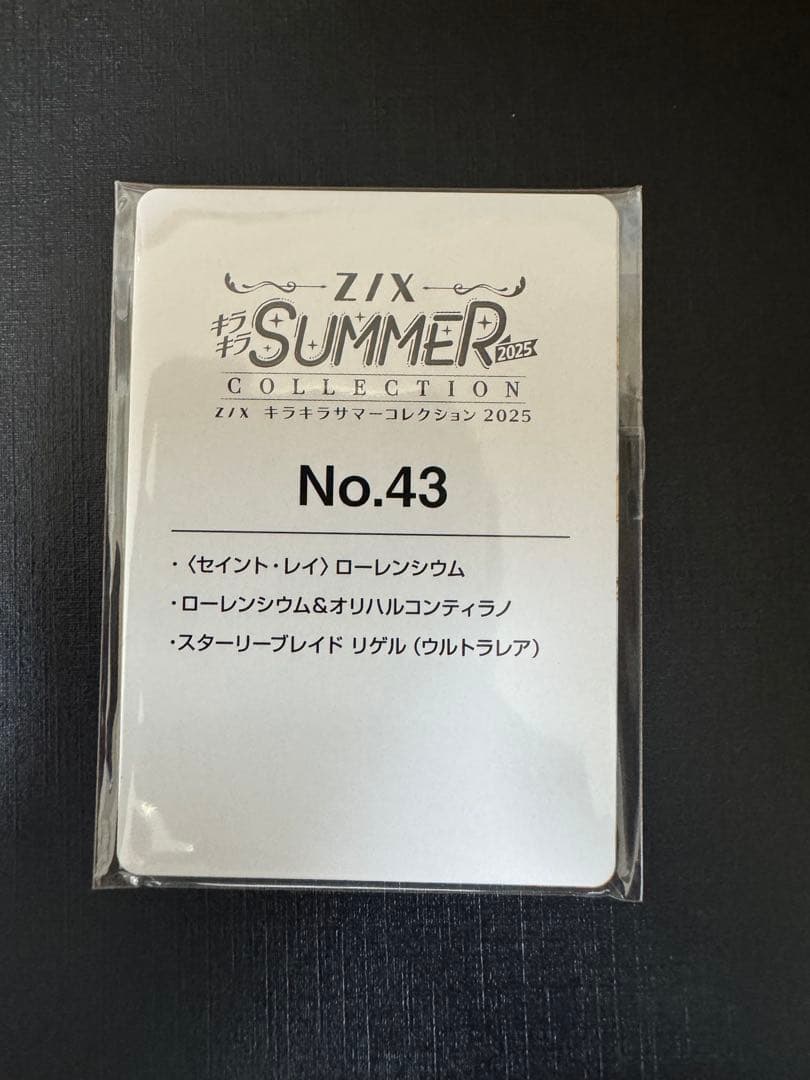 Z/X
キラキラ SUMMER 2025
COLLECTION
Z/X キラキラサマーコレクション 2025
No.43
・〈セイント・レイ〉ローレンシウム
・ローレンシウム&オリハルコンティラノ
・スターリーブレイド リゲル（ウルトラレア）